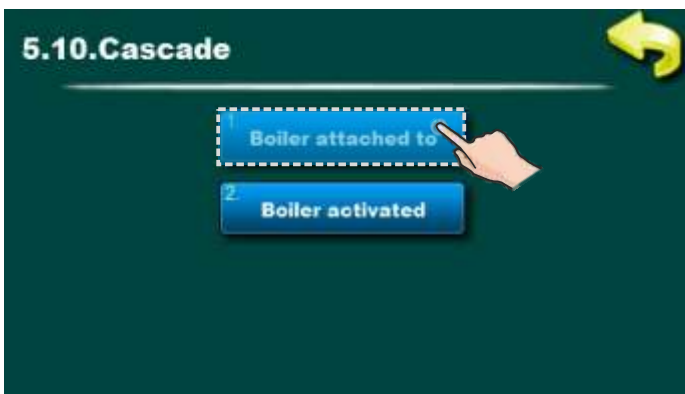 5.10.Cascade
1.
Boiler attached to
2.
Boiler activated